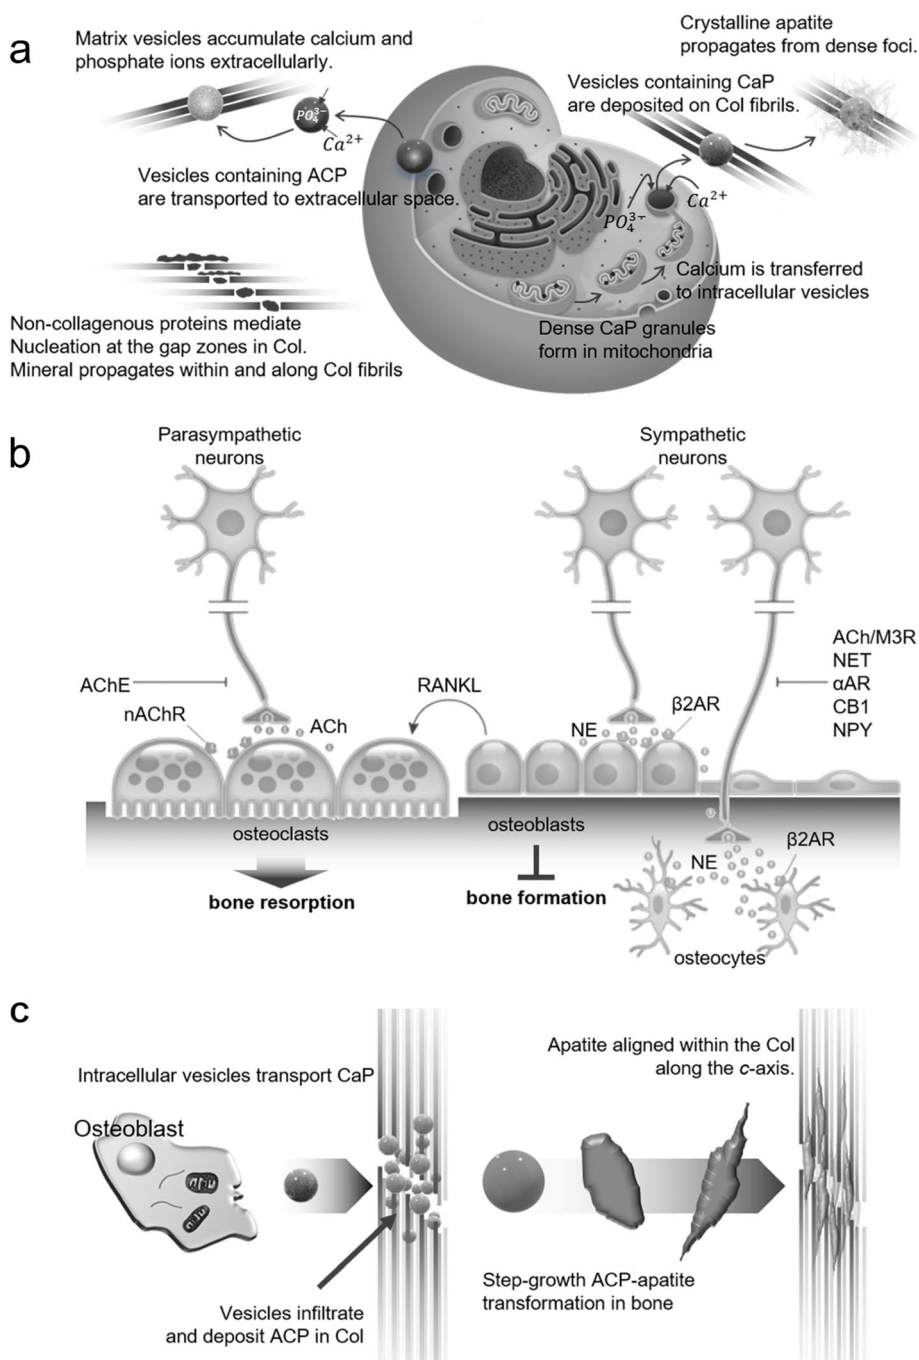 a
Matrix vesicles accumulate calcium and
phosphate ions extracellularly.
Crystalline apatite
propagates from dense foci.
Vesicles containing CaP
are deposited on Col fibrils.
PO₄³⁻
Ca²⁺
Vesicles containing ACP
are transported to extracellular space.
PO₄³⁻
Ca²⁺
Calcium is transferred
to intracellular vesicles
Dense CaP granules
form in mitochondria
Non-collagenous proteins mediate
Nucleation at the gap zones in Col.
Mineral propagates within and along Col fibrils
b
Parasympathetic
neurons
Sympathetic
neurons
AChE
nAChR
ACh
RANKL
NE
β2AR
ACh/M3R
NET
αAR
CB1
NPY
osteoclasts
osteoblasts
bone resorption
bone formation
NE
β2AR
osteocytes
c
Intracellular vesicles transport CaP
Osteoblast
Vesicles infiltrate
and deposit ACP in Col
Apatite aligned within the Col
along the c-axis.
Step-growth ACP-apatite
transformation in bone